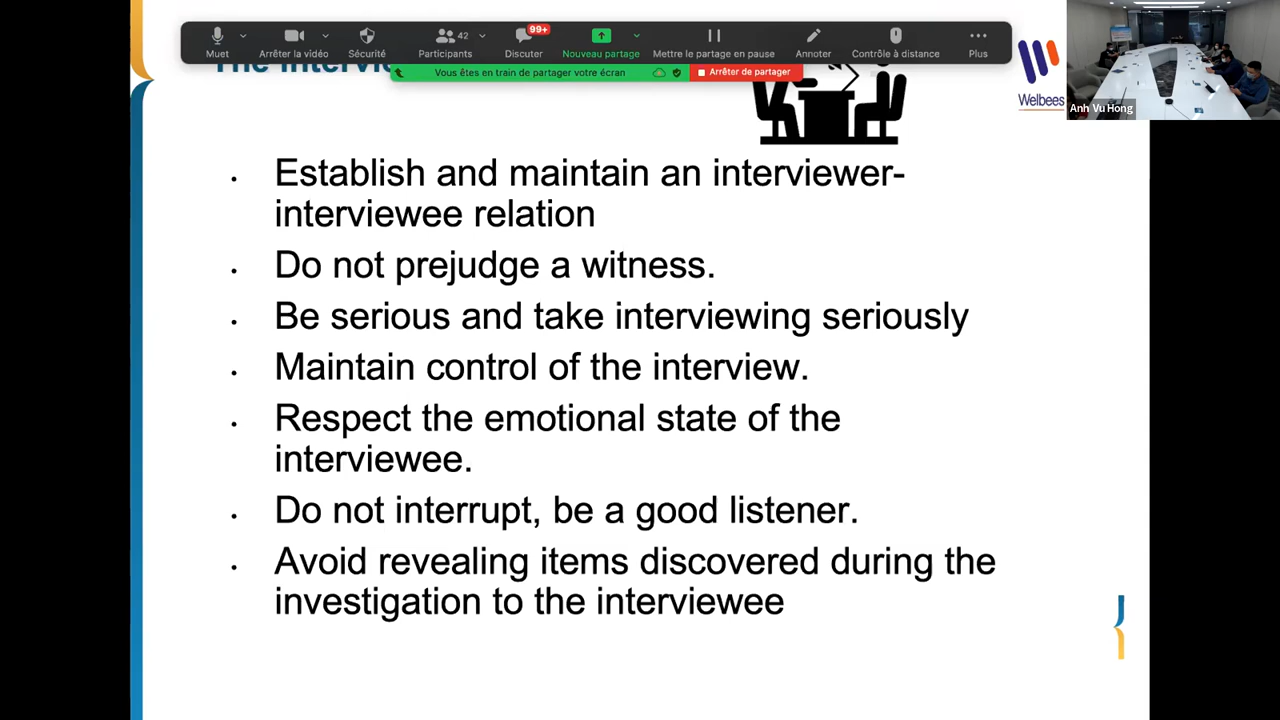 99+
42
Muet
Arrêter la vidéo
Sécurité
Participants
Discuter
Nouveau partage
Mettre le partage en pause
Annoter
Contrôle à distance
Plus
Vous êtes en train de partager votre écran
Arrêter de partager
Welbees
Anh Vu Hong
• Establish and maintain an interviewer-
interviewee relation
• Do not prejudge a witness.
• Be serious and take interviewing seriously
• Maintain control of the interview.
• Respect the emotional state of the
interviewee.
• Do not interrupt, be a good listener.
• Avoid revealing items discovered during the
investigation to the interviewee